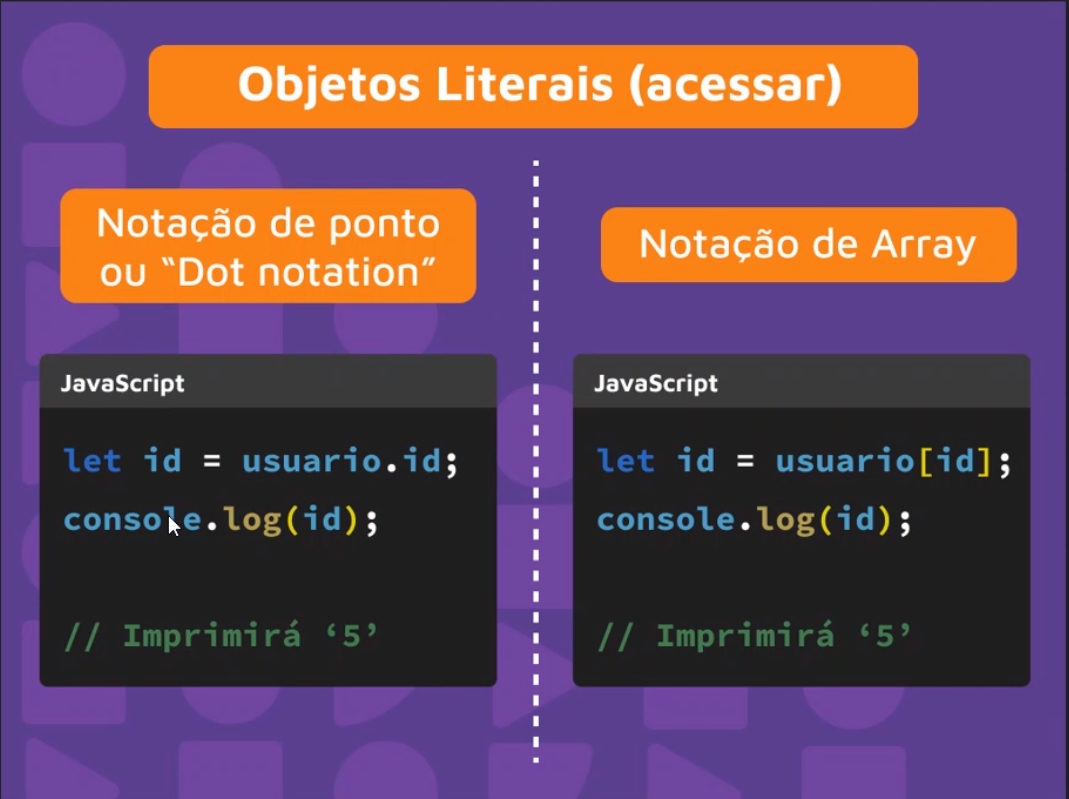 Objetos Literais (acessar)
Notação de ponto
ou “Dot notation”
JavaScript
let id = usuario.id;
console.log(id);
// Imprimirá ‘5’
Notação de Array
JavaScript
let id = usuario[id];
console.log(id);
// Imprimirá ‘5’